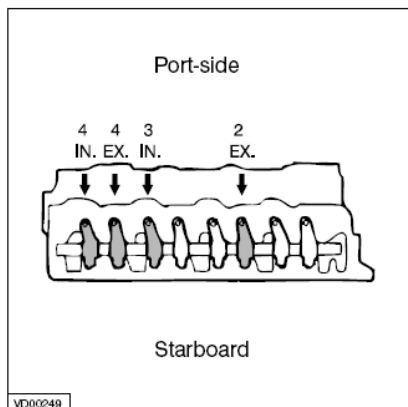 Port-side
4 4 3 2
IN. EX. IN. EX.
Starboard
VD00249